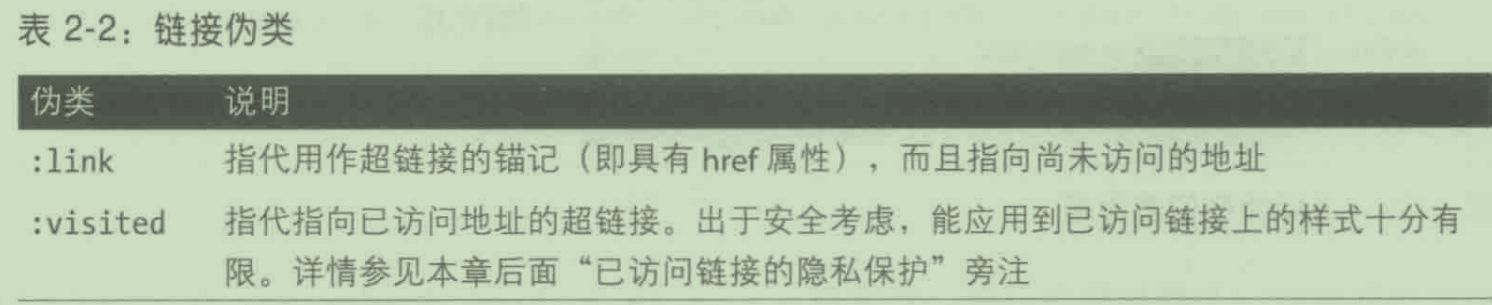 表 2-2：链接伪类
伪类 说明
:link 指代用作超链接的锚记（即具有 href 属性），而且指向尚未访问的地址
:visited 指代指向已访问地址的超链接。出于安全考虑，能应用到已访问链接上的样式十分有
限。详情参见本章后面“已访问链接的隐私保护”旁注